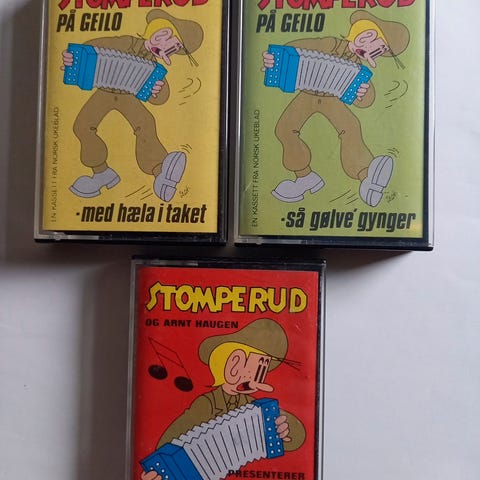 STOMPERUD
PÅ GEILO
EN KASSETT FRA NORSK UKEBLAD
-med hæla i taket
STOMPERUD
PÅ GEILO
EN KASSETT FRA NORSK UKEBLAD
-så gølve' gynger
STOMPERUD
OG ARNT HAUGEN
PRESENTERER